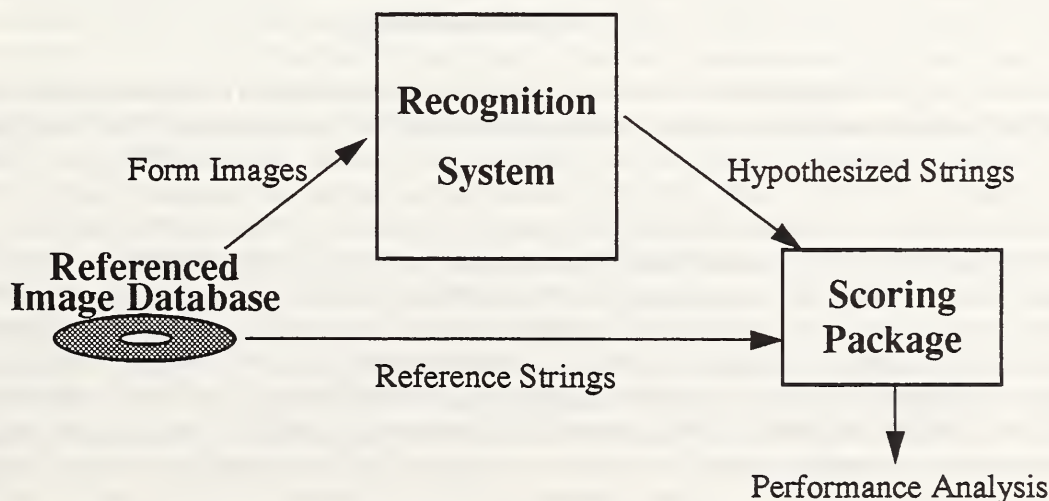 Recognition
System
Form Images
Hypothesized Strings
Referenced
Image Database
Scoring
Package
Reference Strings
Performance Analysis